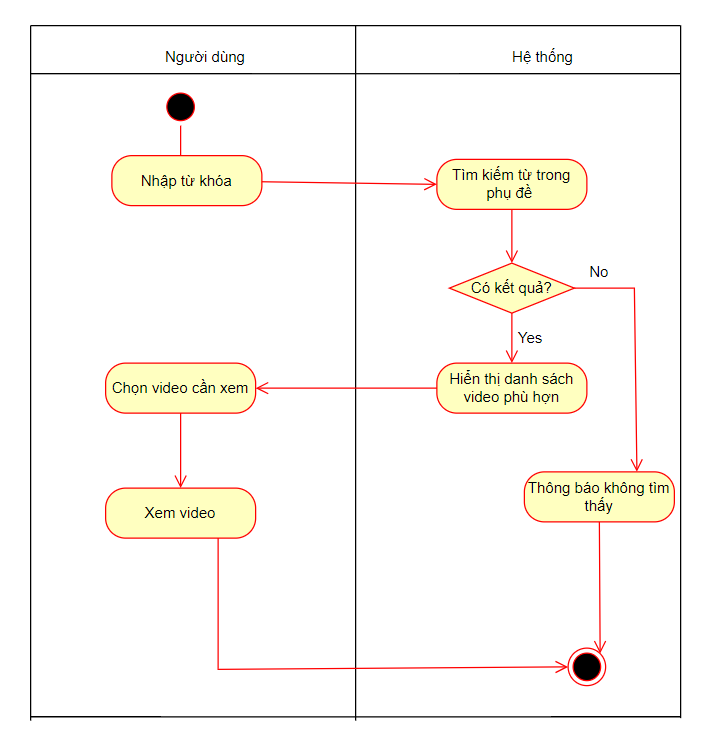 Người dùng
Hệ thống
Nhập từ khóa
Tìm kiếm từ trong
phụ đề
Có kết quả?
No
Yes
Hiển thị danh sách
video phù hợn
Chọn video cần xem
Xem video
Thông báo không tìm
thấy